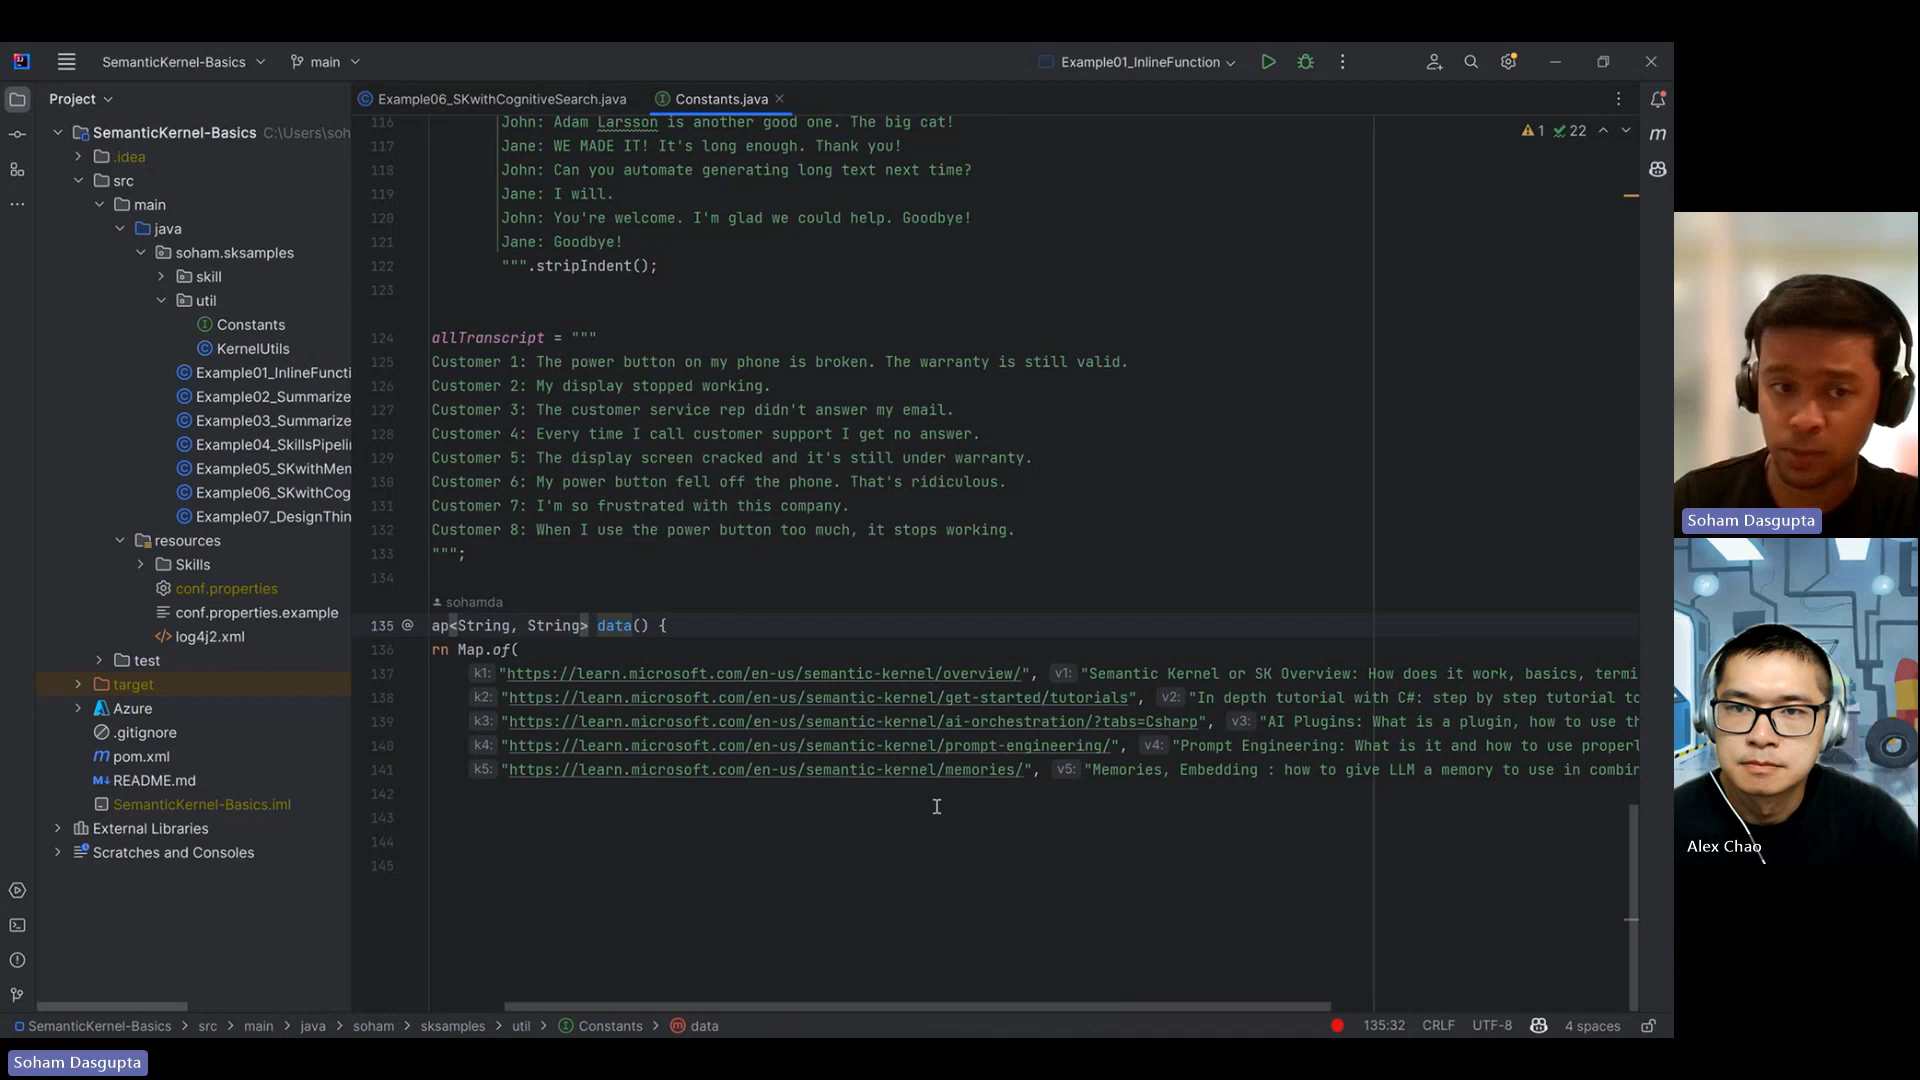 SemanticKernel-Basics
main
Example01_InlineFunction
Project
Example06_SKwithCognitiveSearch.java
Constants.java
SemanticKernel-Basics C:\Users\soh
.idea
src
main
java
soham.sksamples
skill
util
Constants
KernelUtils
Example01_InlineFuncti
Example02_Summarize
Example03_Summarize
Example04_SkillsPipelin
Example05_SKwithMen
Example06_SKwithCog
Example07_DesignThin
resources
Skills
conf.properties
conf.properties.example
log4j2.xml
test
target
Azure
.gitignore
pom.xml
README.md
SemanticKernel-Basics.iml
External Libraries
Scratches and Consoles
1 22
116 John: Adam Larsson is another good one. The big cat!
117 Jane: WE MADE IT! It's long enough. Thank you!
118 John: Can you automate generating long text next time?
119 Jane: I will.
120 John: You're welcome. I'm glad we could help. Goodbye!
121 Jane: Goodbye!
122 """.stripIndent();
123
124 allTranscript = """
125 Customer 1: The power button on my phone is broken. The warranty is still valid.
126 Customer 2: My display stopped working.
127 Customer 3: The customer service rep didn't answer my email.
128 Customer 4: Every time I call customer support I get no answer.
129 Customer 5: The display screen cracked and it's still under warranty.
130 Customer 6: My power button fell off the phone. That's ridiculous.
131 Customer 7: I'm so frustrated with this company.
132 Customer 8: When I use the power button too much, it stops working.
133 """;
134
sohamda
135 @ ap<String, String> data() {
136 rn Map.of(
137 k1: "https://learn.microsoft.com/en-us/semantic-kernel/overview/", v1: "Semantic Kernel or SK Overview: How does it work, basics, termi
138 k2: "https://learn.microsoft.com/en-us/semantic-kernel/get-started/tutorials", v2: "In depth tutorial with C#: step by step tutorial to
139 k3: "https://learn.microsoft.com/en-us/semantic-kernel/ai-orchestration/?tabs=Csharp", v3: "AI Plugins: What is a plugin, how to use th
140 k4: "https://learn.microsoft.com/en-us/semantic-kernel/prompt-engineering/", v4: "Prompt Engineering: What is it and how to use properl
141 k5: "https://learn.microsoft.com/en-us/semantic-kernel/memories/", v5: "Memories, Embedding : how to give LLM a memory to use in combin
142
143
144
145
SemanticKernel-Basics > src > main > java > soham > sksamples > util > Constants > data
135:32 CRLF UTF-8 4 spaces
Soham Dasgupta
Alex Chao
Soham Dasgupta